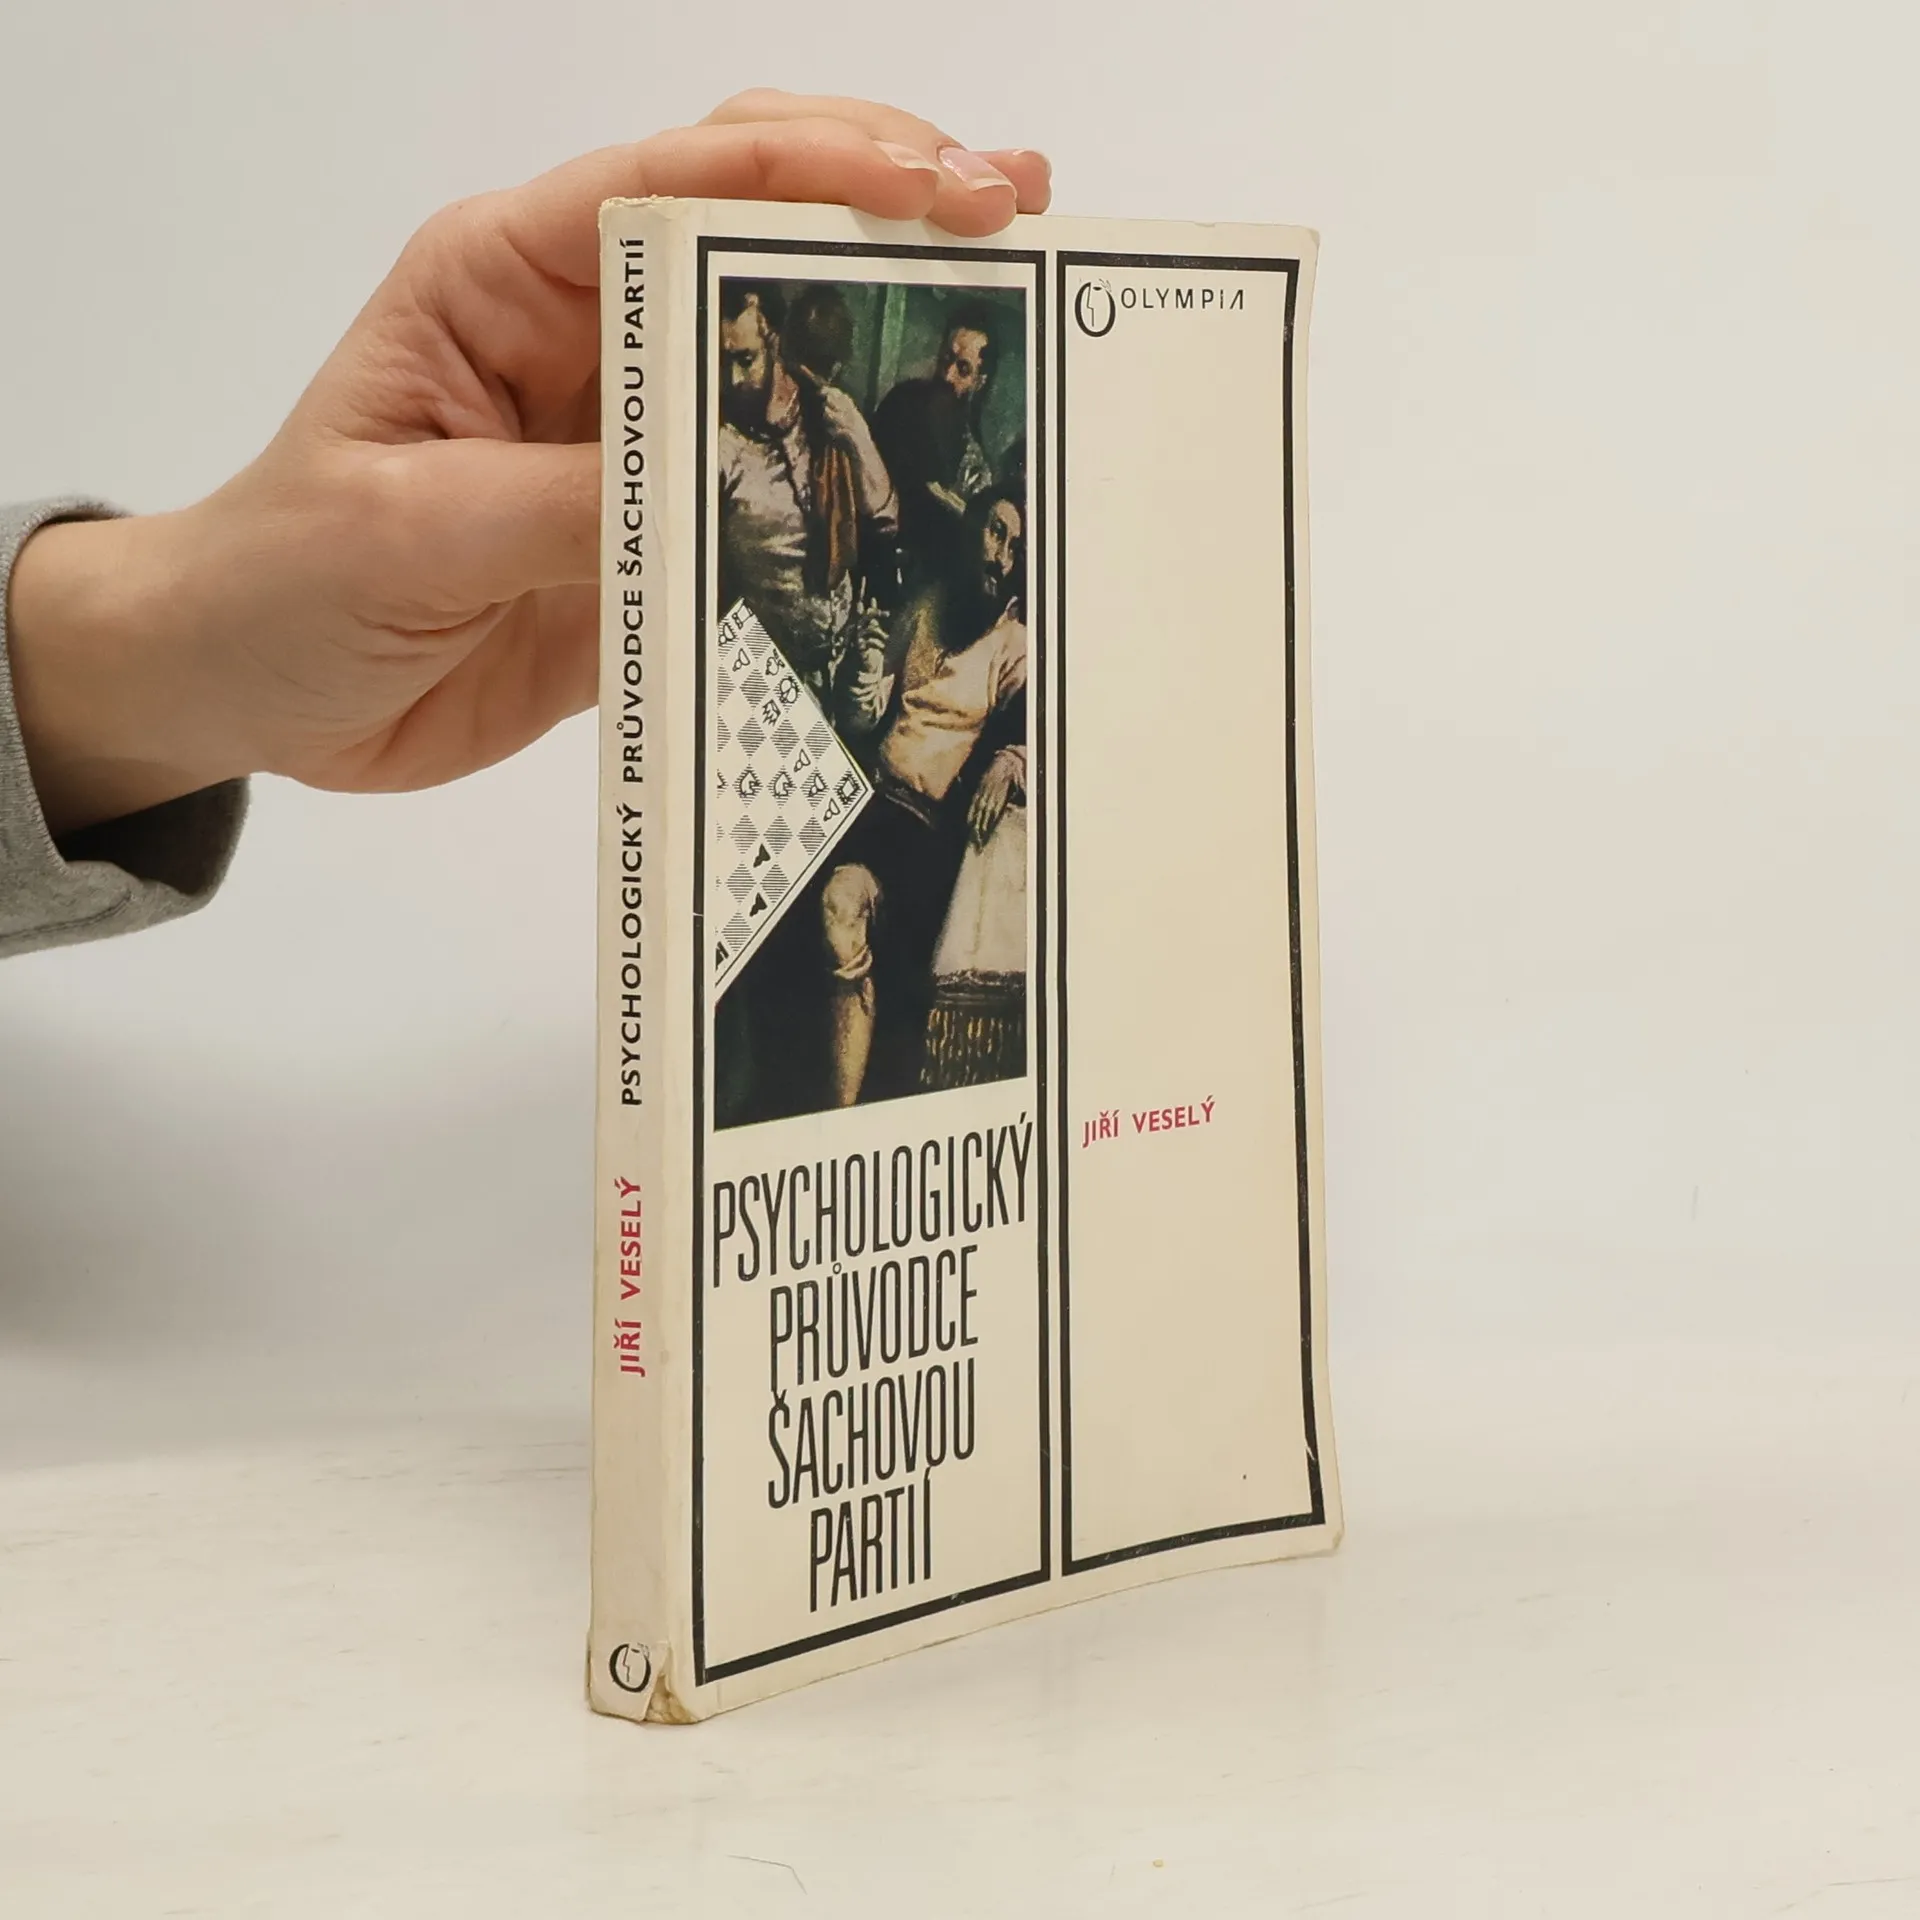 JIŘÍ VESELÝ PSYCHOLOGICKÝ PRŮVODCE ŠACHOVOU PARTIÍ
OLYMPIA
JIŘÍ VESELÝ
PSYCHOLOGICKÝ
PRŮVODCE
ŠACHOVOU
PARTIÍ